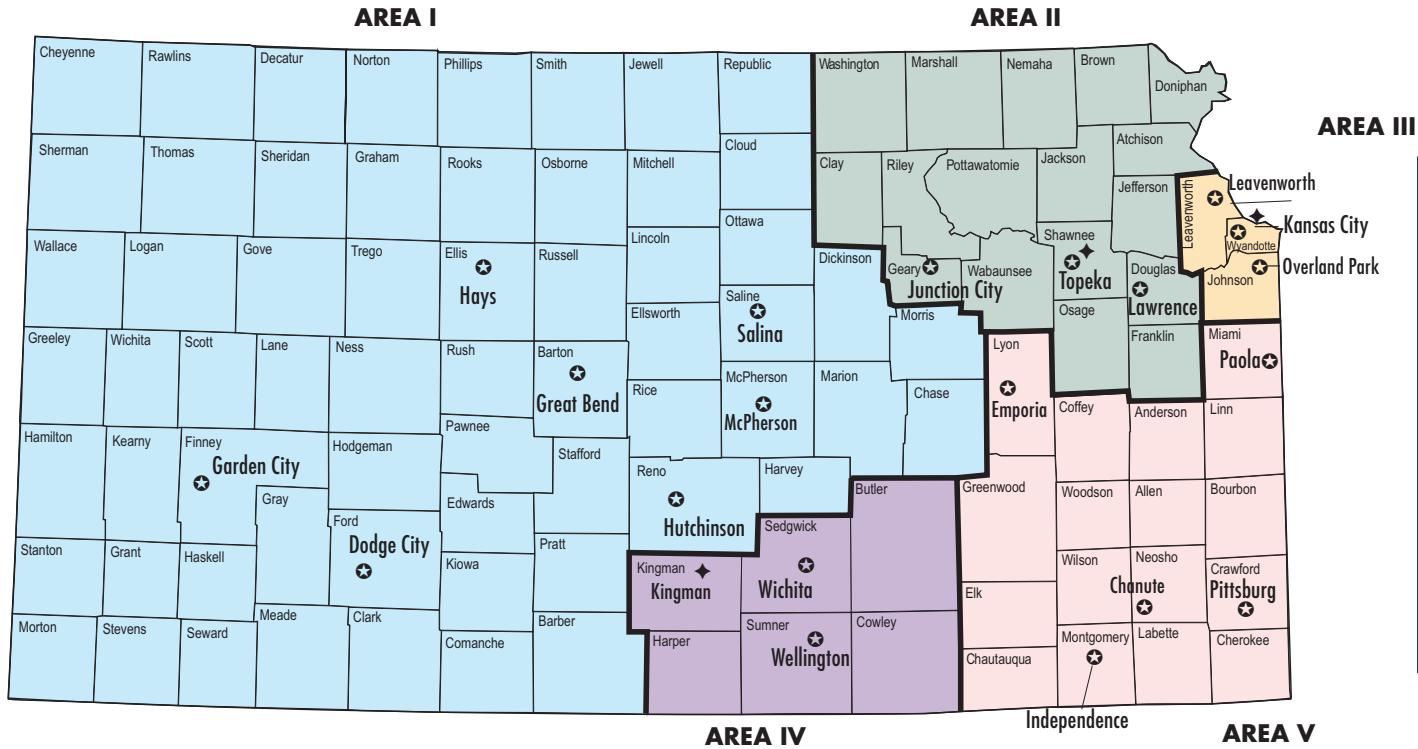 AREA I
AREA II
Cheyenne
Rawlins
Decatur
Norton
Phillips
Smith
Jewell
Republic
Washington
Marshall
Nemaha
Brown
Doniphan
AREA III
Sherman
Thomas
Sheridan
Graham
Rooks
Osborne
Mitchell
Cloud
Clay
Riley
Pottawatomie
Jackson
Atchison
Jefferson
Leavenworth
Leavenworth
Kansas City
Wyandotte
Overland Park
Johnson
Wallace
Logan
Gove
Trego
Ellis
Hays
Russell
Lincoln
Ottawa
Dickinson
Geary
Junction City
Wabaunsee
Shawnee
Topeka
Douglas
Lawrence
Saline
Salina
Ellsworth
Morris
Osage
Franklin
Miami
Paola
Greeley
Wichita
Scott
Lane
Ness
Rush
Barton
Great Bend
Rice
McPherson
McPherson
Marion
Chase
Lyon
Emporia
Coffey
Anderson
Linn
Hamilton
Kearny
Finney
Garden City
Hodgeman
Pawnee
Stafford
Reno
Hutchinson
Harvey
Butler
Greenwood
Woodson
Allen
Bourbon
Gray
Ford
Dodge City
Edwards
Sedgwick
Wichita
Stanton
Grant
Haskell
Kiowa
Pratt
Kingman
Kingman
Elk
Wilson
Neosho
Chanute
Crawford
Pittsburg
Morton
Stevens
Seward
Meade
Clark
Comanche
Barber
Harper
Sumner
Wellington
Cowley
Chautauqua
Montgomery
Labette
Cherokee
Independence
AREA IV
AREA V